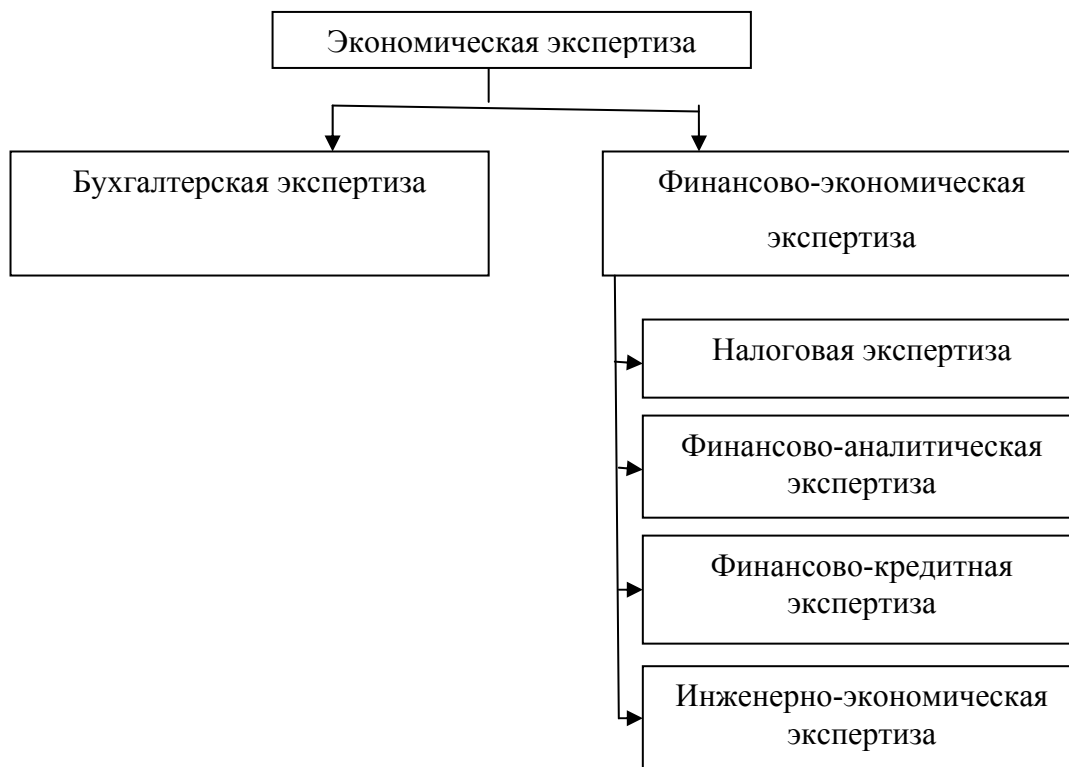 Экономическая экспертиза
Бухгалтерская экспертиза
Финансово-экономическая
экспертиза
Налоговая экспертиза
Финансово-аналитическая
экспертиза
Финансово-кредитная
экспертиза
Инженерно-экономическая
экспертиза